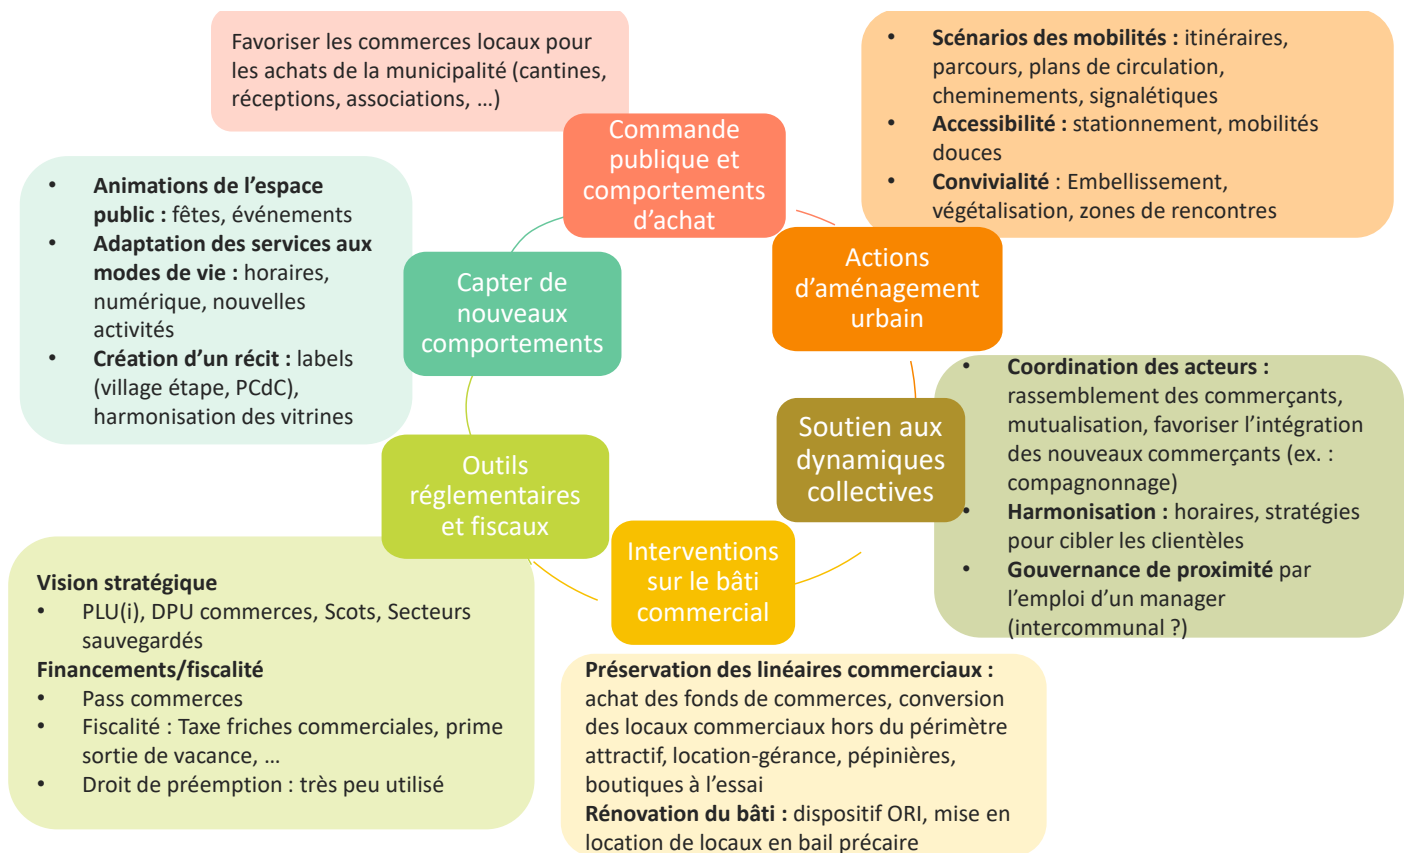 Favoriser les commerces locaux pour
les achats de la municipalité (cantines,
réceptions, associations, …)
Commande
publique et
comportements
d'achat
• Scénarios des mobilités : itinéraires,
parcours, plans de circulation,
cheminements, signalétiques
• Accessibilité : stationnement, mobilités
douces
• Convivialité : Embellissement,
végétalisation, zones de rencontres
Actions
d'aménagement
urbain
• Animations de l'espace
public : fêtes, événements
• Adaptation des services aux
modes de vie : horaires,
numérique, nouvelles
activités
• Création d'un récit : labels
(village étape, PCdC),
harmonisation des vitrines
Capter de
nouveaux
comportements
• Coordination des acteurs :
rassemblement des commerçants,
mutualisation, favoriser l'intégration
des nouveaux commerçants (ex. :
compagnonnage)
• Harmonisation : horaires, stratégies
pour cibler les clientèles
• Gouvernance de proximité par
l'emploi d'un manager
(intercommunal ?)
Soutien aux
dynamiques
collectives
Outils
réglementaires
et fiscaux
Interventions
sur le bâti
commercial
Vision stratégique
• PLU(i), DPU commerces, Scots, Secteurs
sauvegardés
Financements/fiscalité
• Pass commerces
• Fiscalité : Taxe friches commerciales, prime
sortie de vacance, …
• Droit de préemption : très peu utilisé
Préservation des linéaires commerciaux :
achat des fonds de commerces, conversion
des locaux commerciaux hors du périmètre
attractif, location-gérance, pépinières,
boutiques à l'essai
Rénovation du bâti : dispositif ORI, mise en
location de locaux en bail précaire